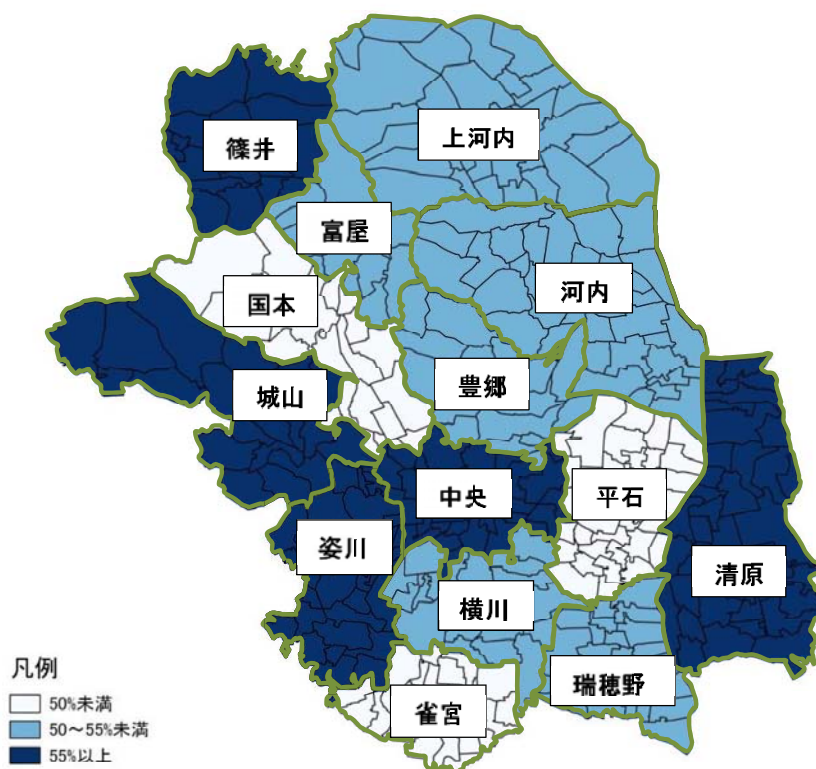 上河内
篠井
富屋
河内
国本
豊郷
城山
中央
平石
姿川
清原
横川
瑞穂野
雀宮
凡例
50%未満
50～55%未満
55%以上